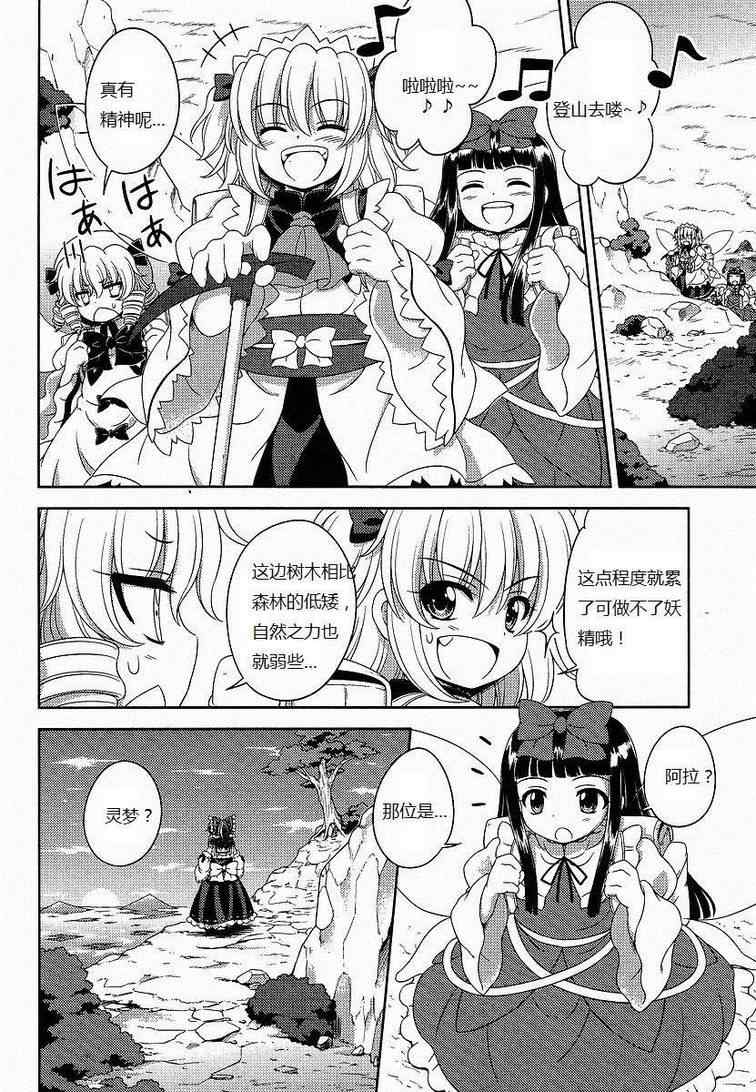 登山去喽~♪
啦啦啦~~
♪♪
真有
精神呢…
はぁ
はぁ
这点程度就累
了可做不了妖
精哦！
这边树木相比
森林的低矮，
自然之力也
就弱些…
阿拉？
那位是…
灵梦？